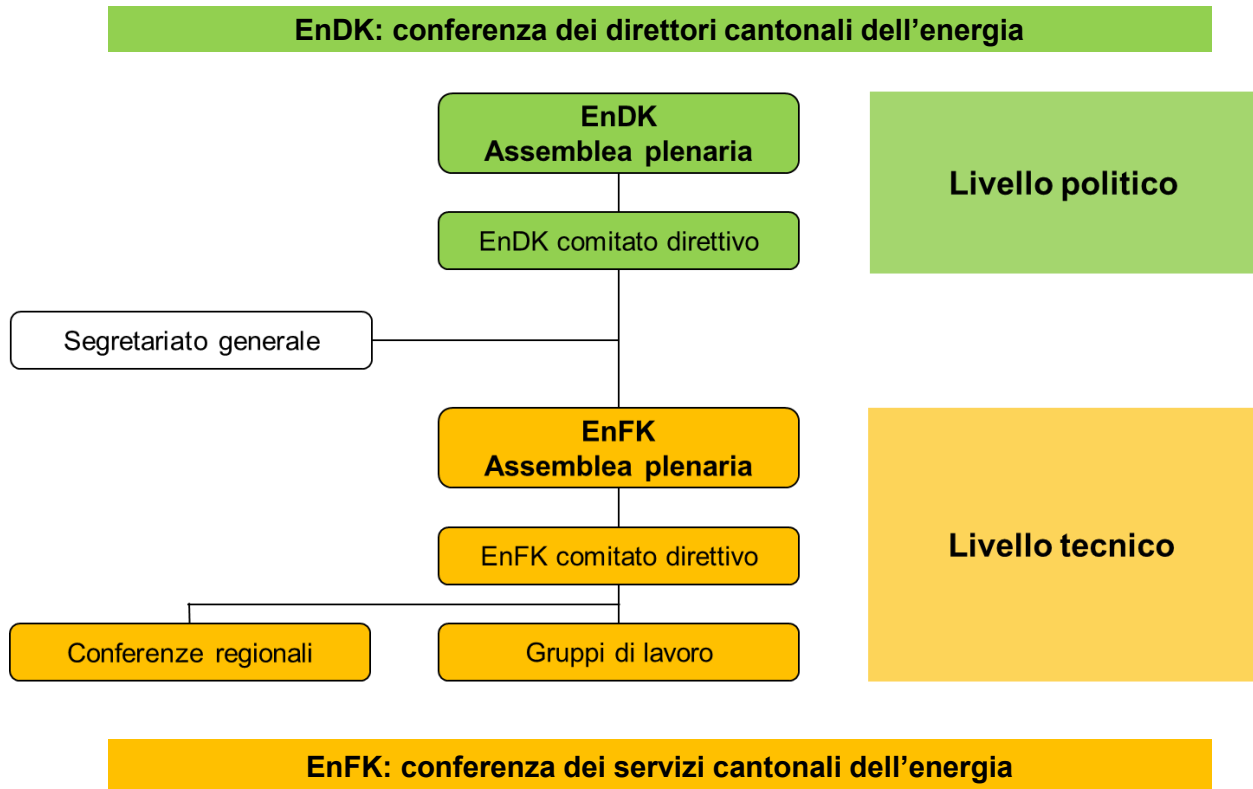 EnDK: conferenza dei direttori cantonali dell'energia
EnDK
Assemblea plenaria
Livello politico
EnDK comitato direttivo
Segretariato generale
EnFK
Assemblea plenaria
Livello tecnico
EnFK comitato direttivo
Conferenze regionali
Gruppi di lavoro
EnFK: conferenza dei servizi cantonali dell'energia